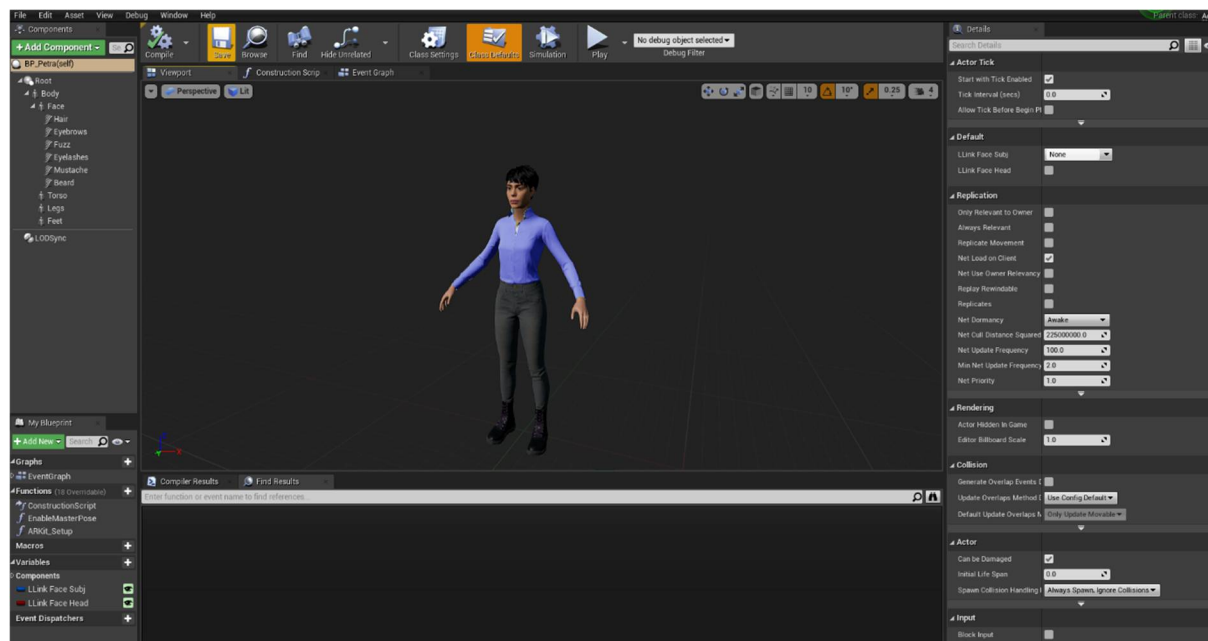 File Edit Asset View Debug Window Help
Parent class:
Components
+Add Component
BP_Petra(self)
Root
Body
Face
Hair
Eyebrows
Fuzz
Eyelashes
Mustache
Beard
Torso
Legs
Feet
LODSync
My Blueprint
+Add New Search
Graphs
EventGraph
Functions (18 Overridable)
ConstructionScript
EnableMasterPose
ARKit_Setup
Macros
Variables
Components
LLink Face Subj
LLink Face Head
Event Dispatchers
Compile Save Browse Find Hide Unrelated Class Settings Class Defaults Simulation Play
No debug object selected
Debug Filter
Viewport Construction Scrip Event Graph
Perspective Lit 10 10° 0.25 4
Z
X
Y
Compiler Results Find Results
Enter function or event name to find references...
Details
Search Details
Actor Tick
Start with Tick Enabled
Tick Interval (secs) 0.0
Allow Tick Before Begin Pl
Default
LLink Face Subj None
LLink Face Head
Replication
Only Relevant to Owner
Always Relevant
Replicate Movement
Net Load on Client
Net Use Owner Relevancy
Replay Rewindable
Replicates
Net Dormancy Awake
Net Cull Distance Squared 225000000.0
Net Update Frequency 100.0
Min Net Update Frequency 2.0
Net Priority 1.0
Rendering
Actor Hidden In Game
Editor Billboard Scale 1.0
Collision
Generate Overlap Events D
Update Overlaps Method D Use Config Default
Default Update Overlaps M Only Update Movable
Actor
Can be Damaged
Initial Life Span 0.0
Spawn Collision Handling Always Spawn, Ignore Collisions
Input
Block Input